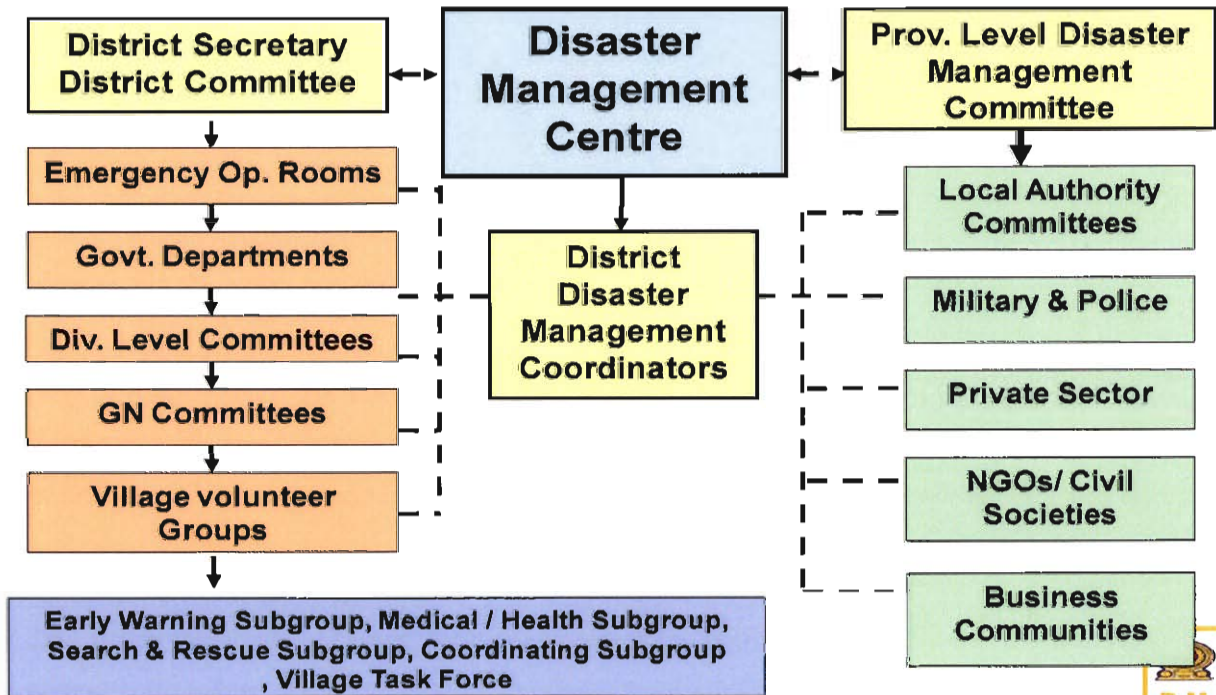 District Secretary
District Committee
Disaster
Management
Centre
Prov. Level Disaster
Management
Committee
Emergency Op. Rooms
Govt. Departments
Div. Level Committees
GN Committees
Village volunteer
Groups
District
Disaster
Management
Coordinators
Local Authority
Committees
Military & Police
Private Sector
NGOs/ Civil
Societies
Business
Communities
Early Warning Subgroup, Medical / Health Subgroup,
Search & Rescue Subgroup, Coordinating Subgroup
, Village Task Force